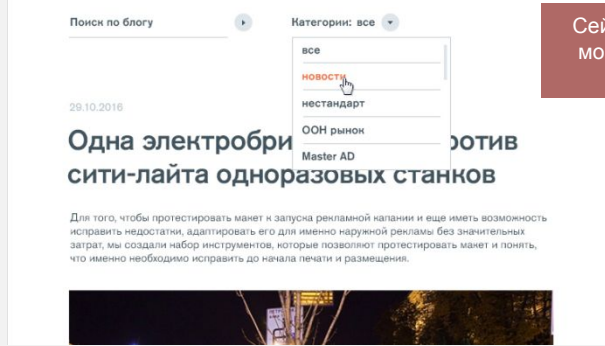 Поиск по блогу
Категории: все
все
новости
нестандарт
ООН рынок
Master AD
29.10.2016
Одна электробри ротив
сити-лайта одноразовых станков
Для того, чтобы протестировать макет к запуска рекламной капании и еще иметь возможность
исправить недостатки, адаптировать его для именно наружной рекламы без значительных
затрат, мы создали набор инструментов, которые позволяют протестировать макет и понять,
что именно необходимо исправить до начала печати и размещения.
Сей
мо